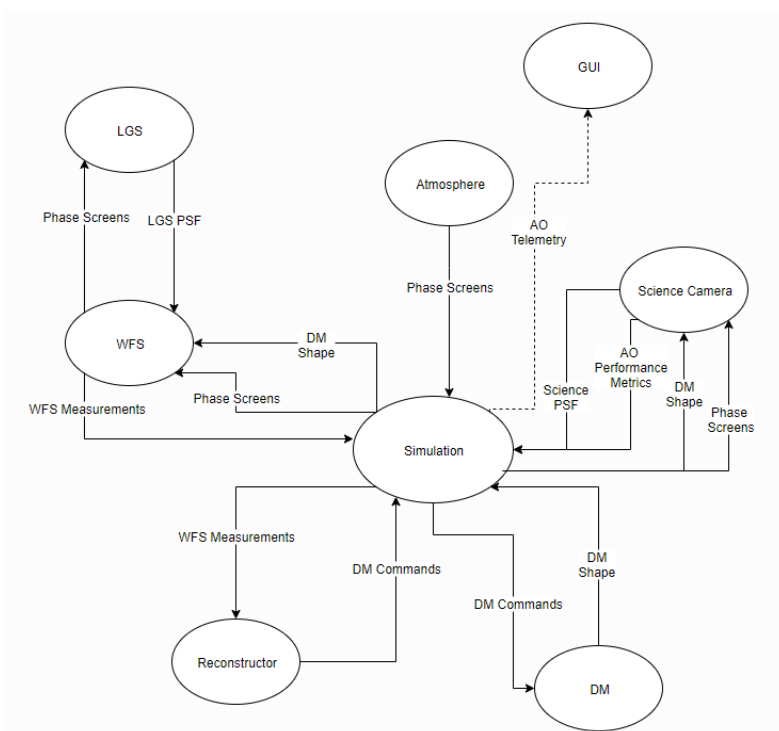 GUI
LGS
Atmosphere
Phase Screens
LGS PSF
AO
Telemetry
Phase Screens
Science Camera
WFS
DM
Shape
AO
Performance
Metrics
Science
PSF
DM
Shape
Phase
Screens
Phase Screens
WFS Measurements
Simulation
WFS Measurements
DM Commands
DM
Shape
DM Commands
Reconstructor
DM